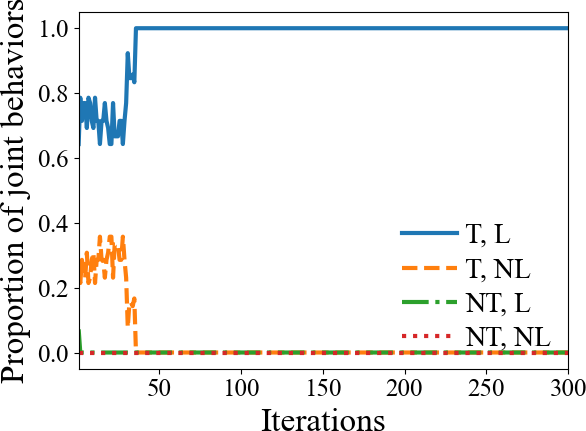 Proportion of joint behaviors
1.0
0.8
0.6
0.4
0.2
0.0
T, L
T, NL
NT, L
NT, NL
50 100 150 200 250 300
Iterations